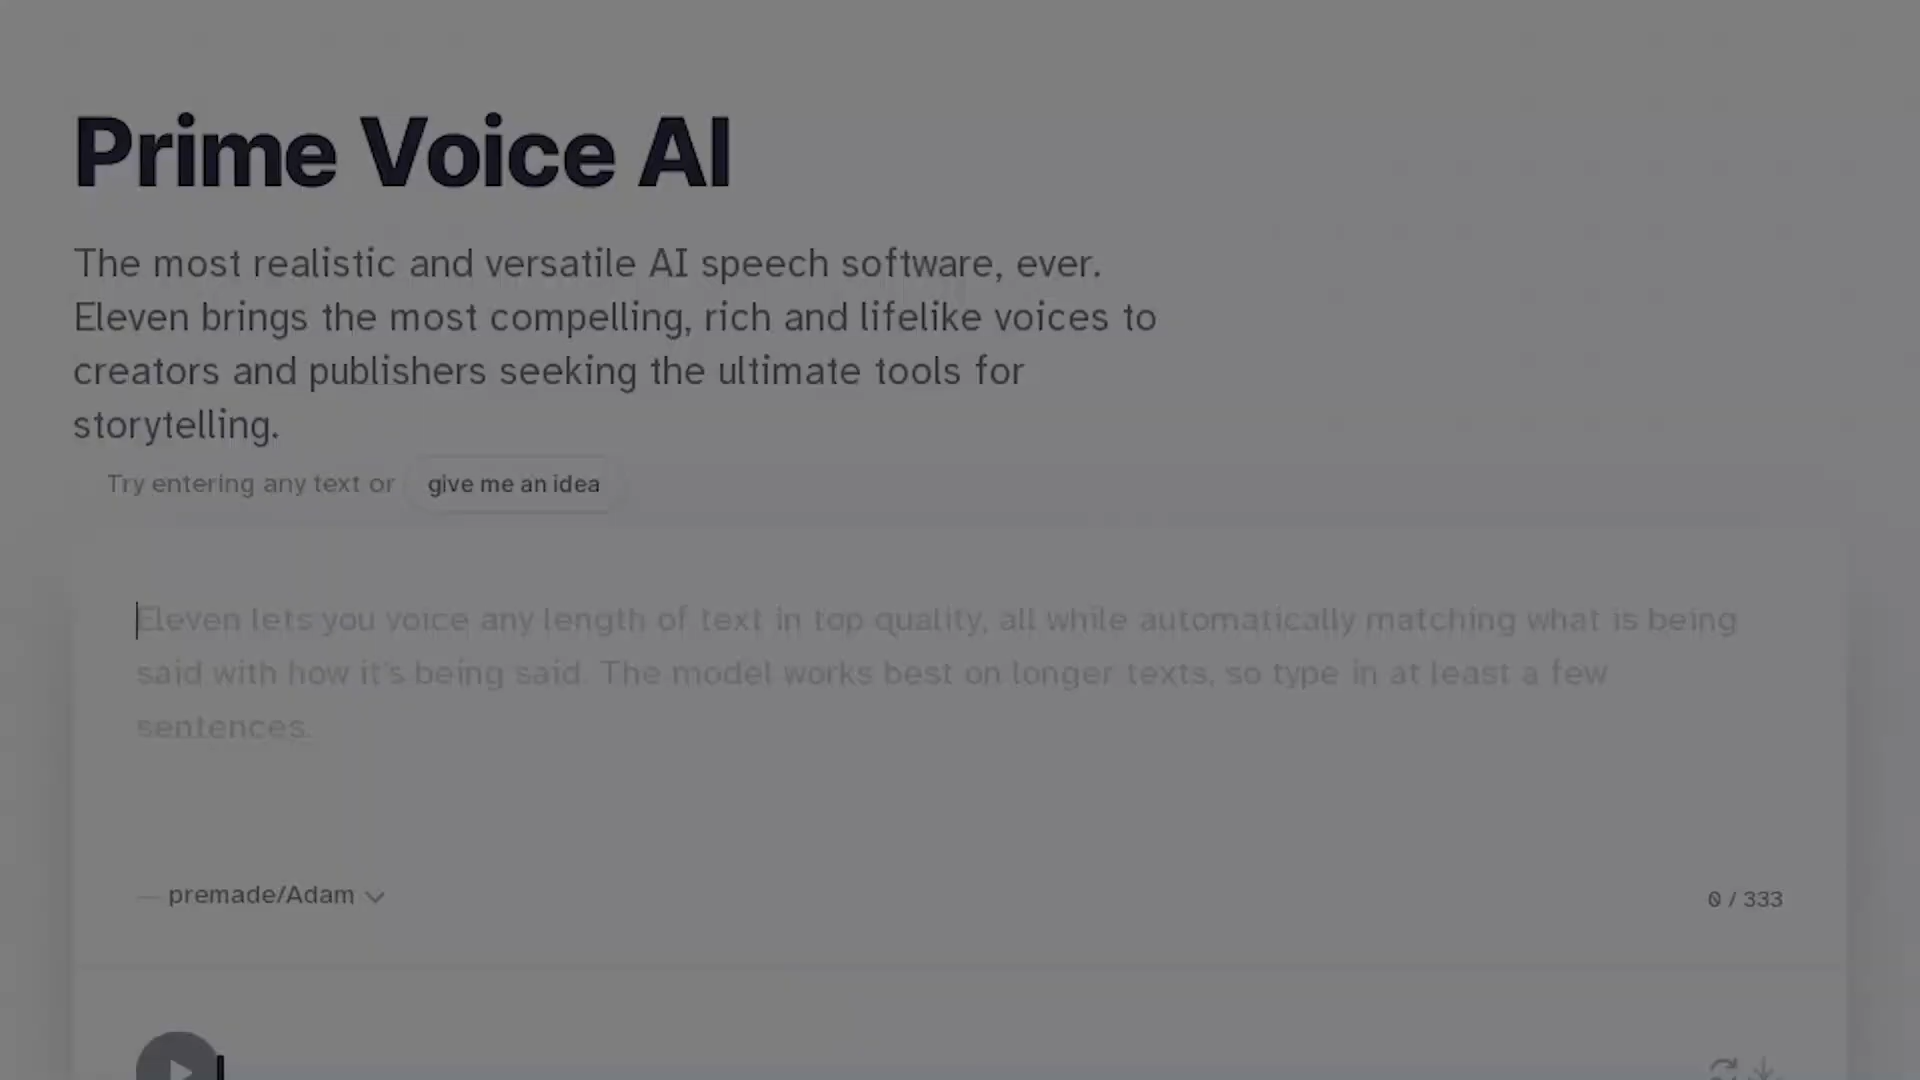 Prime Voice AI
The most realistic and versatile AI speech software, ever.
Eleven brings the most compelling, rich and lifelike voices to
creators and publishers seeking the ultimate tools for
storytelling.
Try entering any text or give me an idea
Eleven lets you voice any length of text in top quality, all while automatically matching what is being
said with how it's being said. The model works best on longer texts, so type in at least a few
sentences.
— premade/Adam
0 / 333